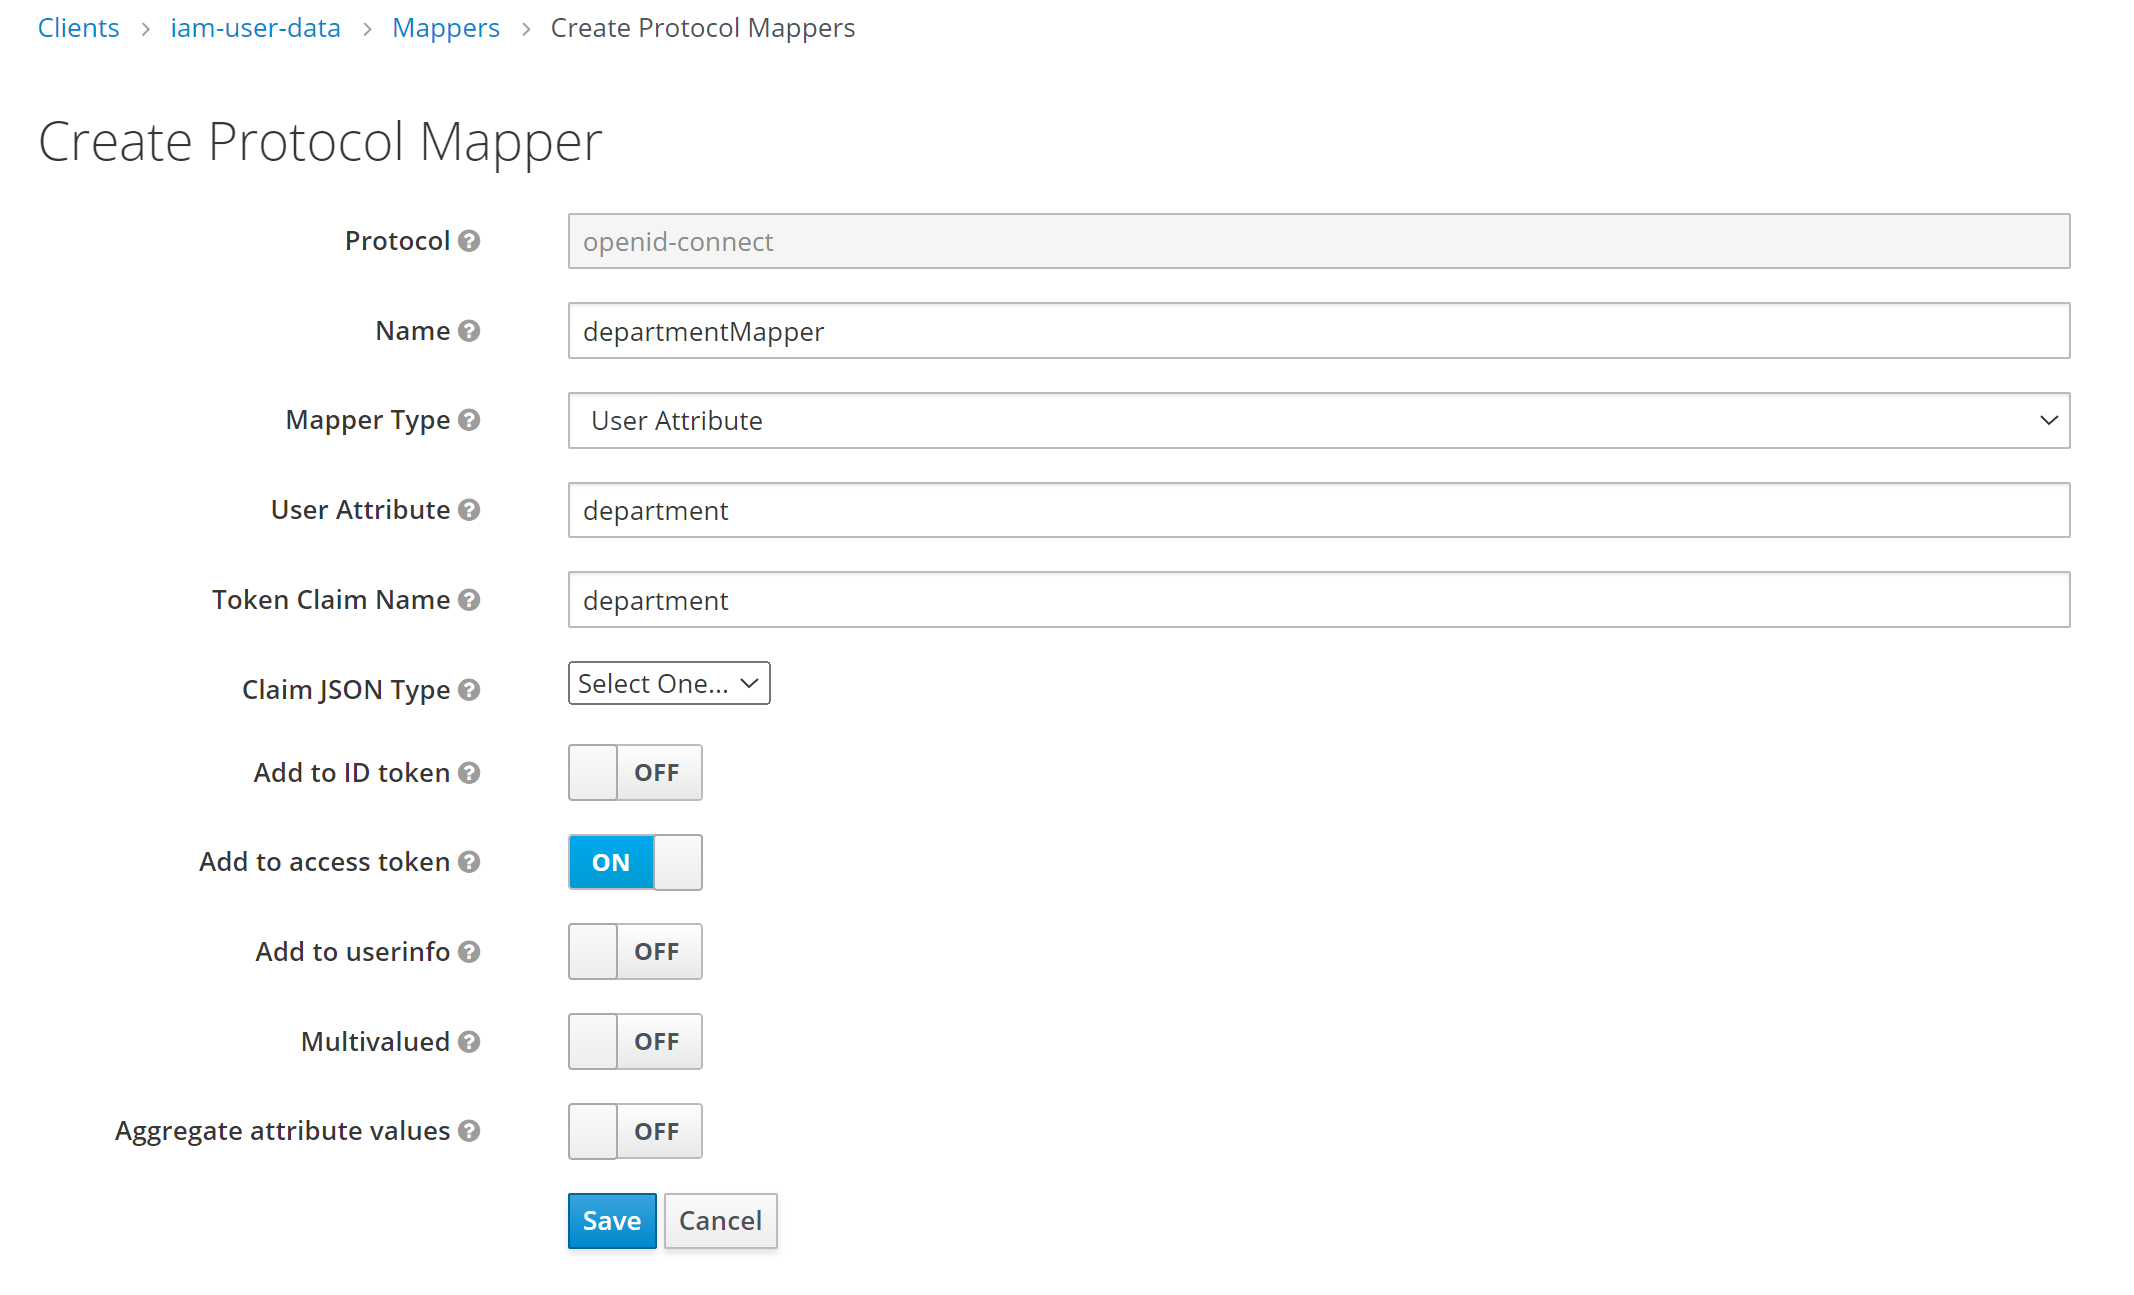 Clients > iam-user-data > Mappers > Create Protocol Mappers
Create Protocol Mapper
Protocol ? openid-connect
Name ? departmentMapper
Mapper Type ? User Attribute
User Attribute ? department
Token Claim Name ? department
Claim JSON Type ? Select One...
Add to ID token ? OFF
Add to access token ? ON
Add to userinfo ? OFF
Multivalued ? OFF
Aggregate attribute values ? OFF
Save Cancel